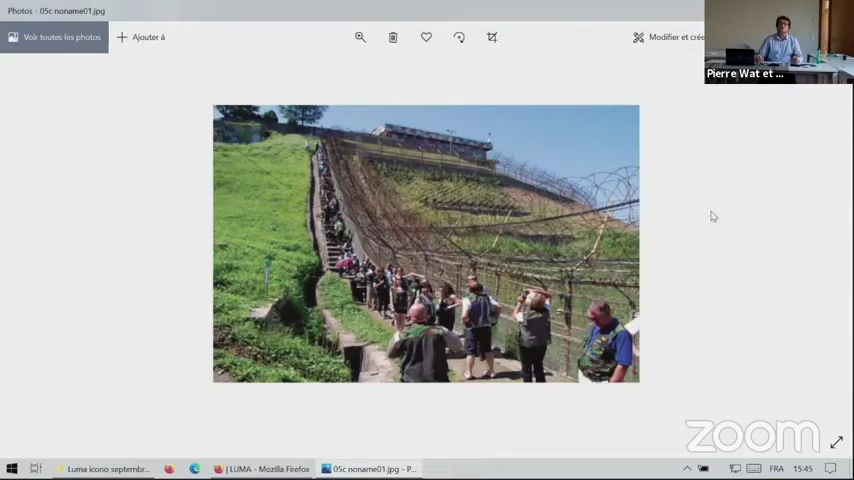 Photos - 05c noname01.jpg
Voir toutes les photos
Ajouter à
Modifier et crée
Pierre Wat et ...
zoom
Luma icono septembr...
| LUMA - Mozilla Firefox
05c noname01.jpg - P...
FRA
15:45